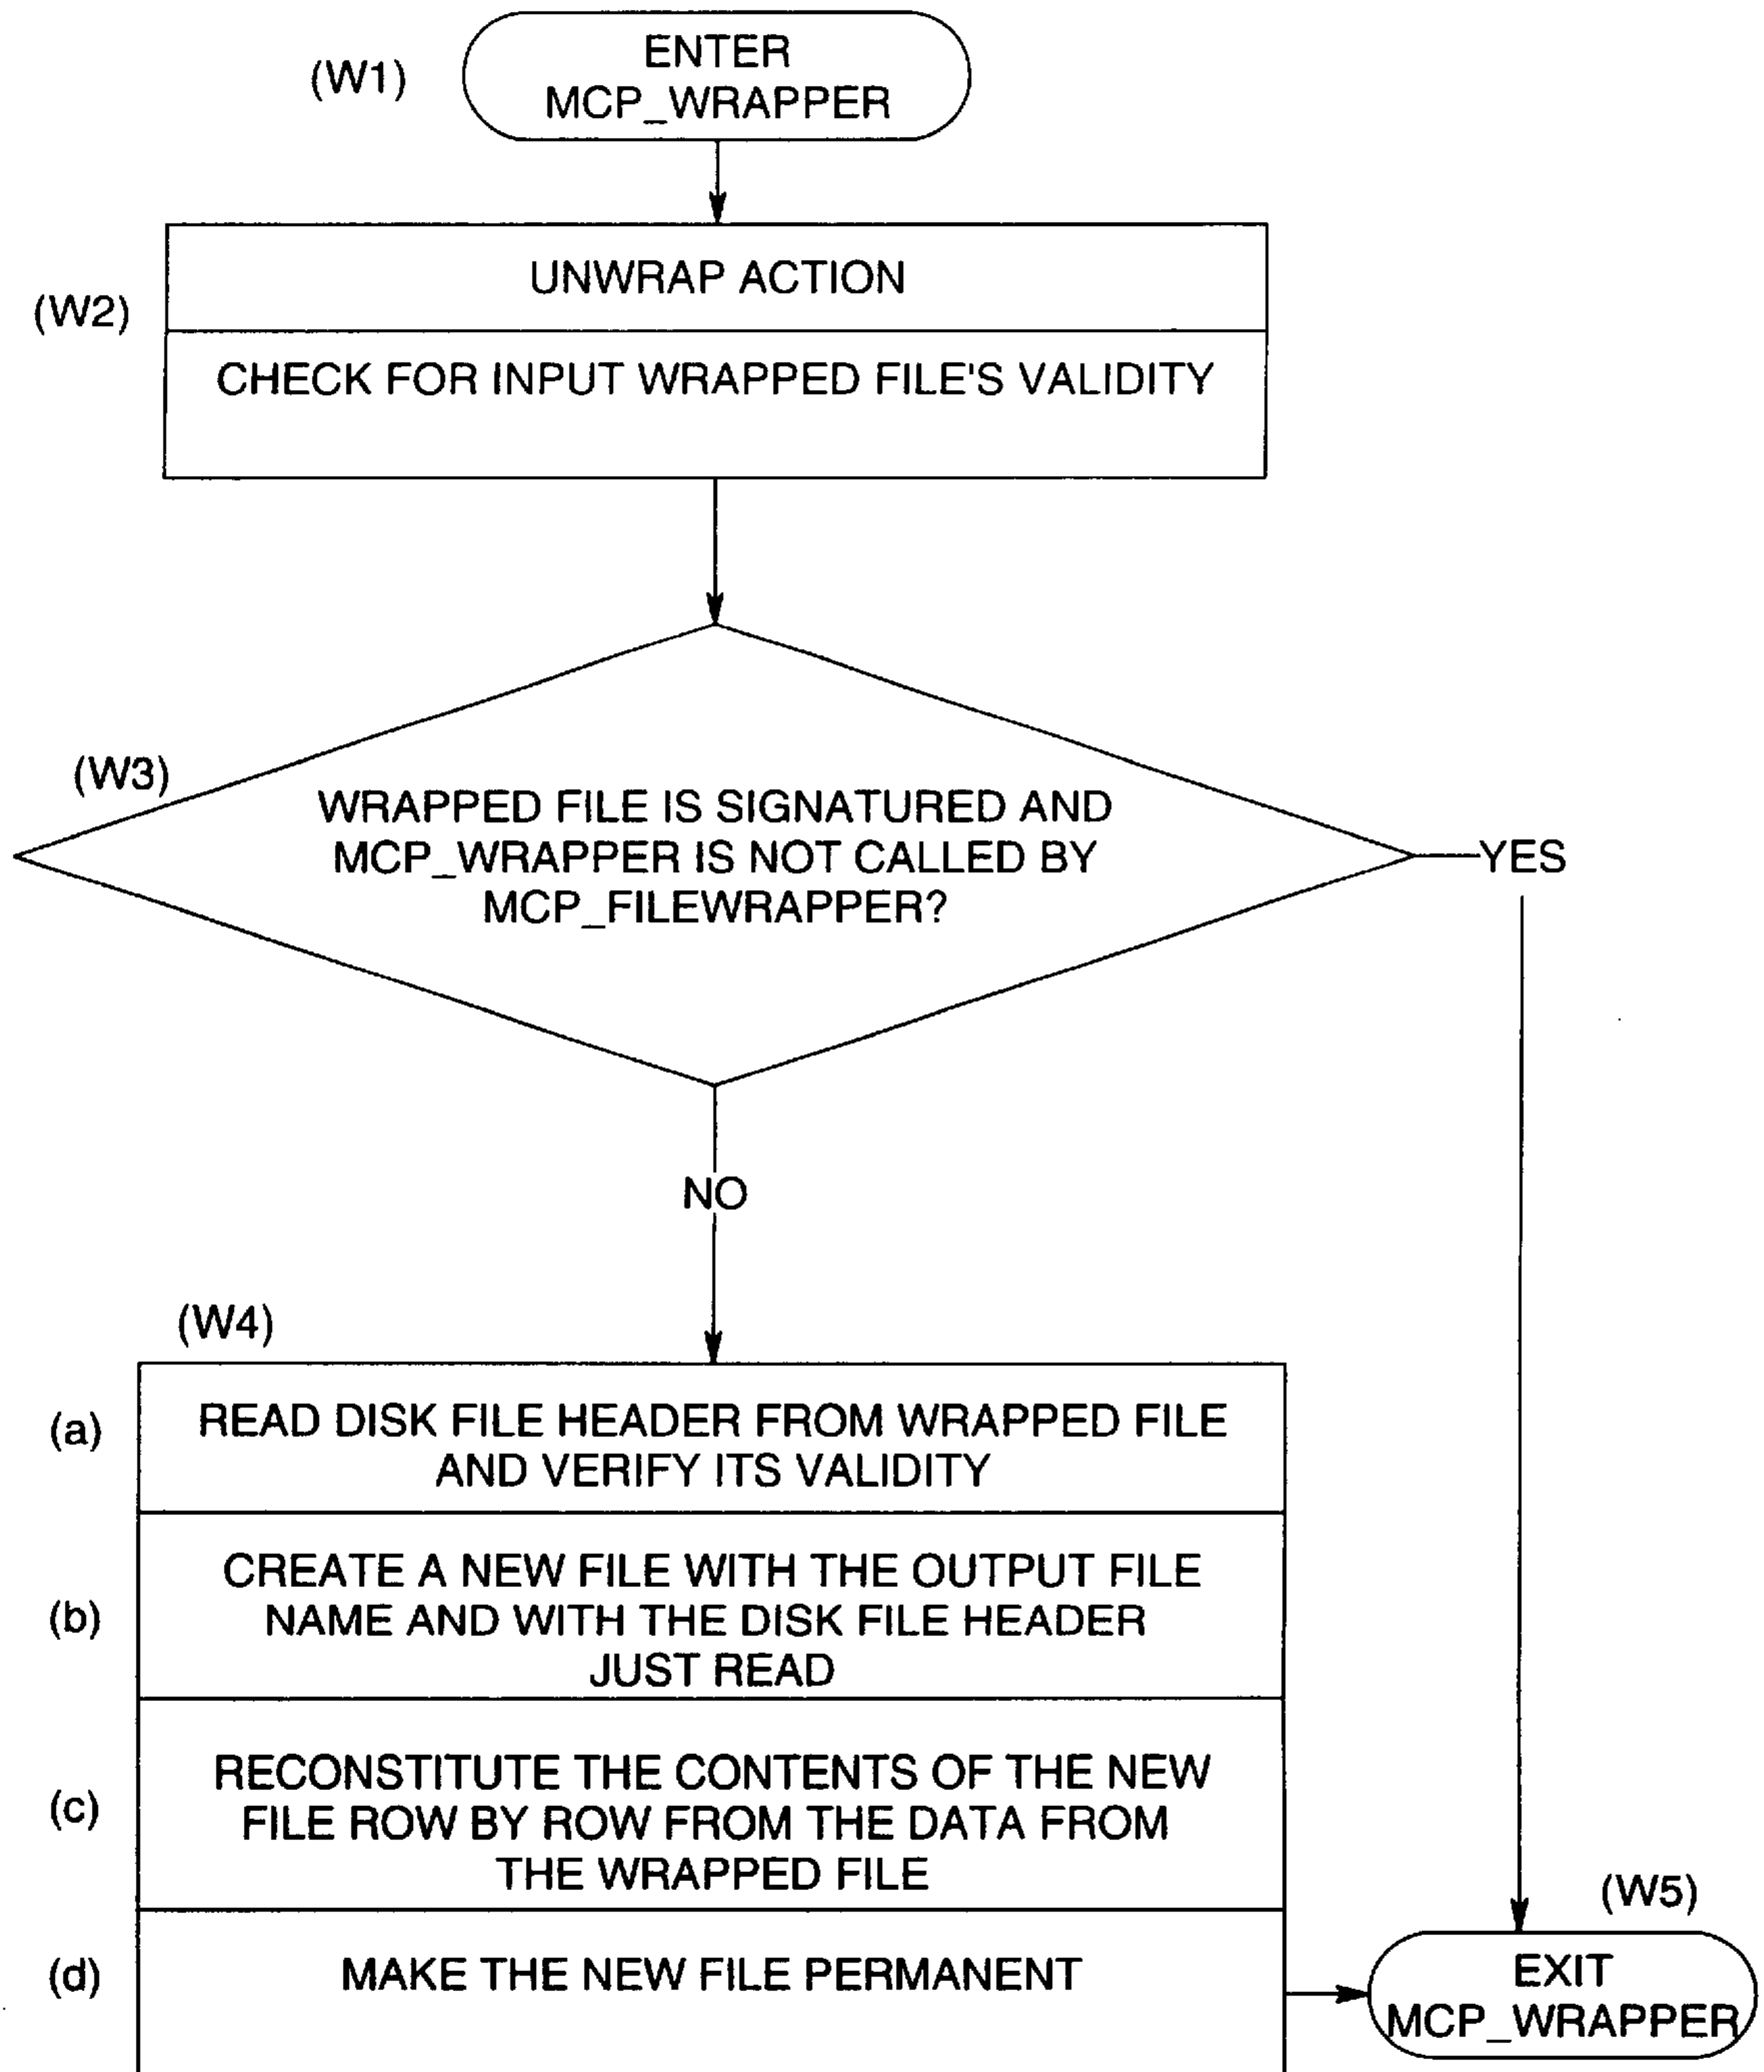 (W1)
ENTER
MCP_WRAPPER
UNWRAP ACTION
(W2)
CHECK FOR INPUT WRAPPED FILE'S VALIDITY
(W3)
WRAPPED FILE IS SIGNATURED AND
MCP_WRAPPER IS NOT CALLED BY
MCP_FILEWRAPPER?
YES
NO
(W4)
(a)
READ DISK FILE HEADER FROM WRAPPED FILE
AND VERIFY ITS VALIDITY
(b)
CREATE A NEW FILE WITH THE OUTPUT FILE
NAME AND WITH THE DISK FILE HEADER
JUST READ
(c)
RECONSTITUTE THE CONTENTS OF THE NEW
FILE ROW BY ROW FROM THE DATA FROM
THE WRAPPED FILE
(d)
MAKE THE NEW FILE PERMANENT
(W5)
EXIT
MCP_WRAPPER